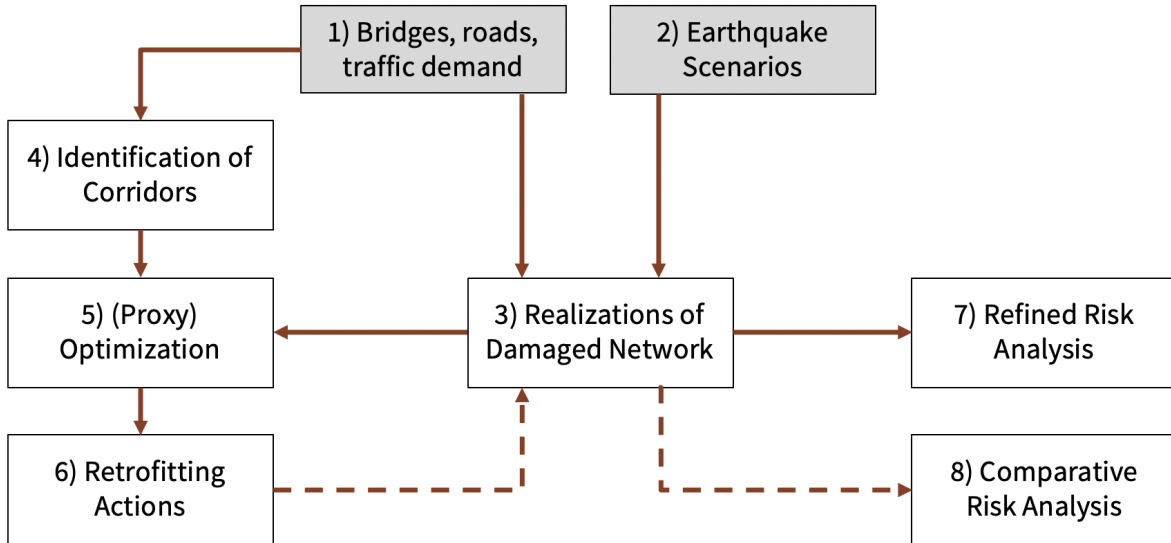 1) Bridges, roads,
traffic demand
2) Earthquake
Scenarios
4) Identification of
Corridors
5) (Proxy)
Optimization
3) Realizations of
Damaged Network
7) Refined Risk
Analysis
6) Retrofitting
Actions
8) Comparative
Risk Analysis